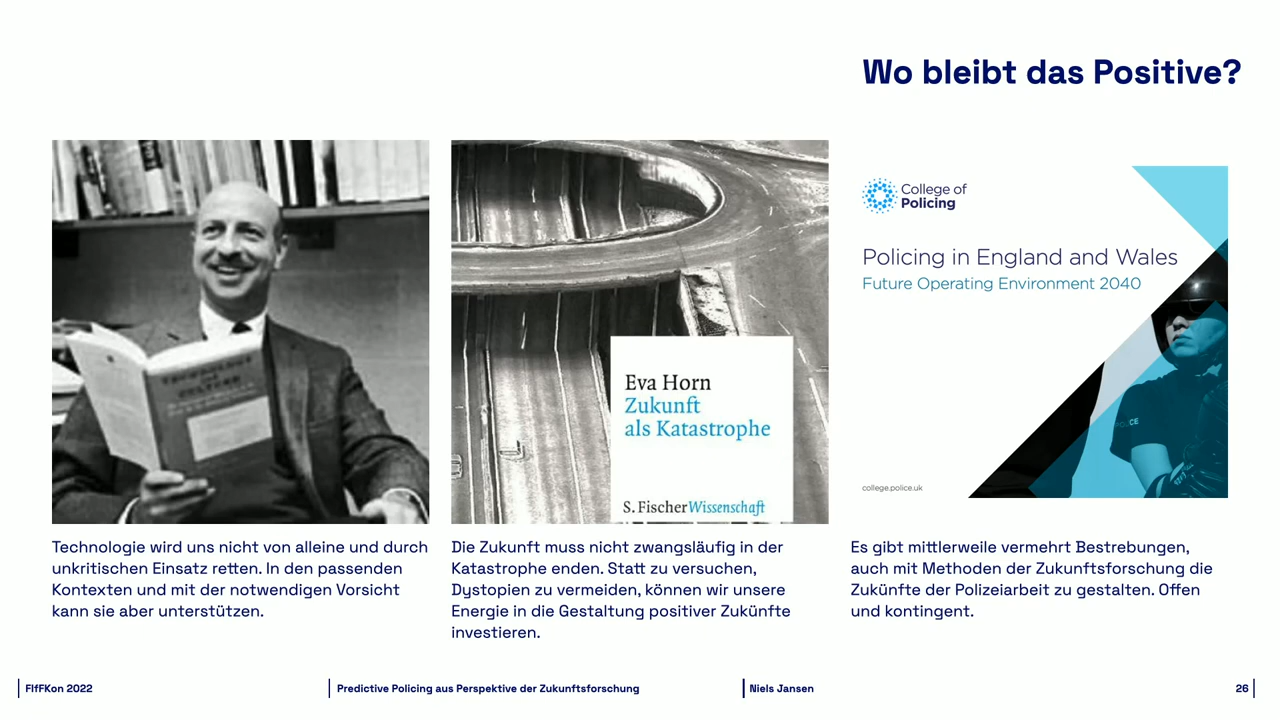 Wo bleibt das Positive?
TECHNOLOGY
and
CULTURE
Technologie wird uns nicht von alleine und durch
unkritischen Einsatz retten. In den passenden
Kontexten und mit der notwendigen Vorsicht
kann sie aber unterstützen.
Eva Horn
Zukunft
als Katastrophe
S. Fischer Wissenschaft
Die Zukunft muss nicht zwangsläufig in der
Katastrophe enden. Statt zu versuchen,
Dystopien zu vermeiden, können wir unsere
Energie in die Gestaltung positiver Zukünfte
investieren.
College of
Policing
Policing in England and Wales
Future Operating Environment 2040
college.police.uk
Es gibt mittlerweile vermehrt Bestrebungen,
auch mit Methoden der Zukunftsforschung die
Zukünfte der Polizeiarbeit zu gestalten. Offen
und kontingent.
FIfFKon 2022
Predictive Policing aus Perspektive der Zukunftsforschung
Niels Jansen
26